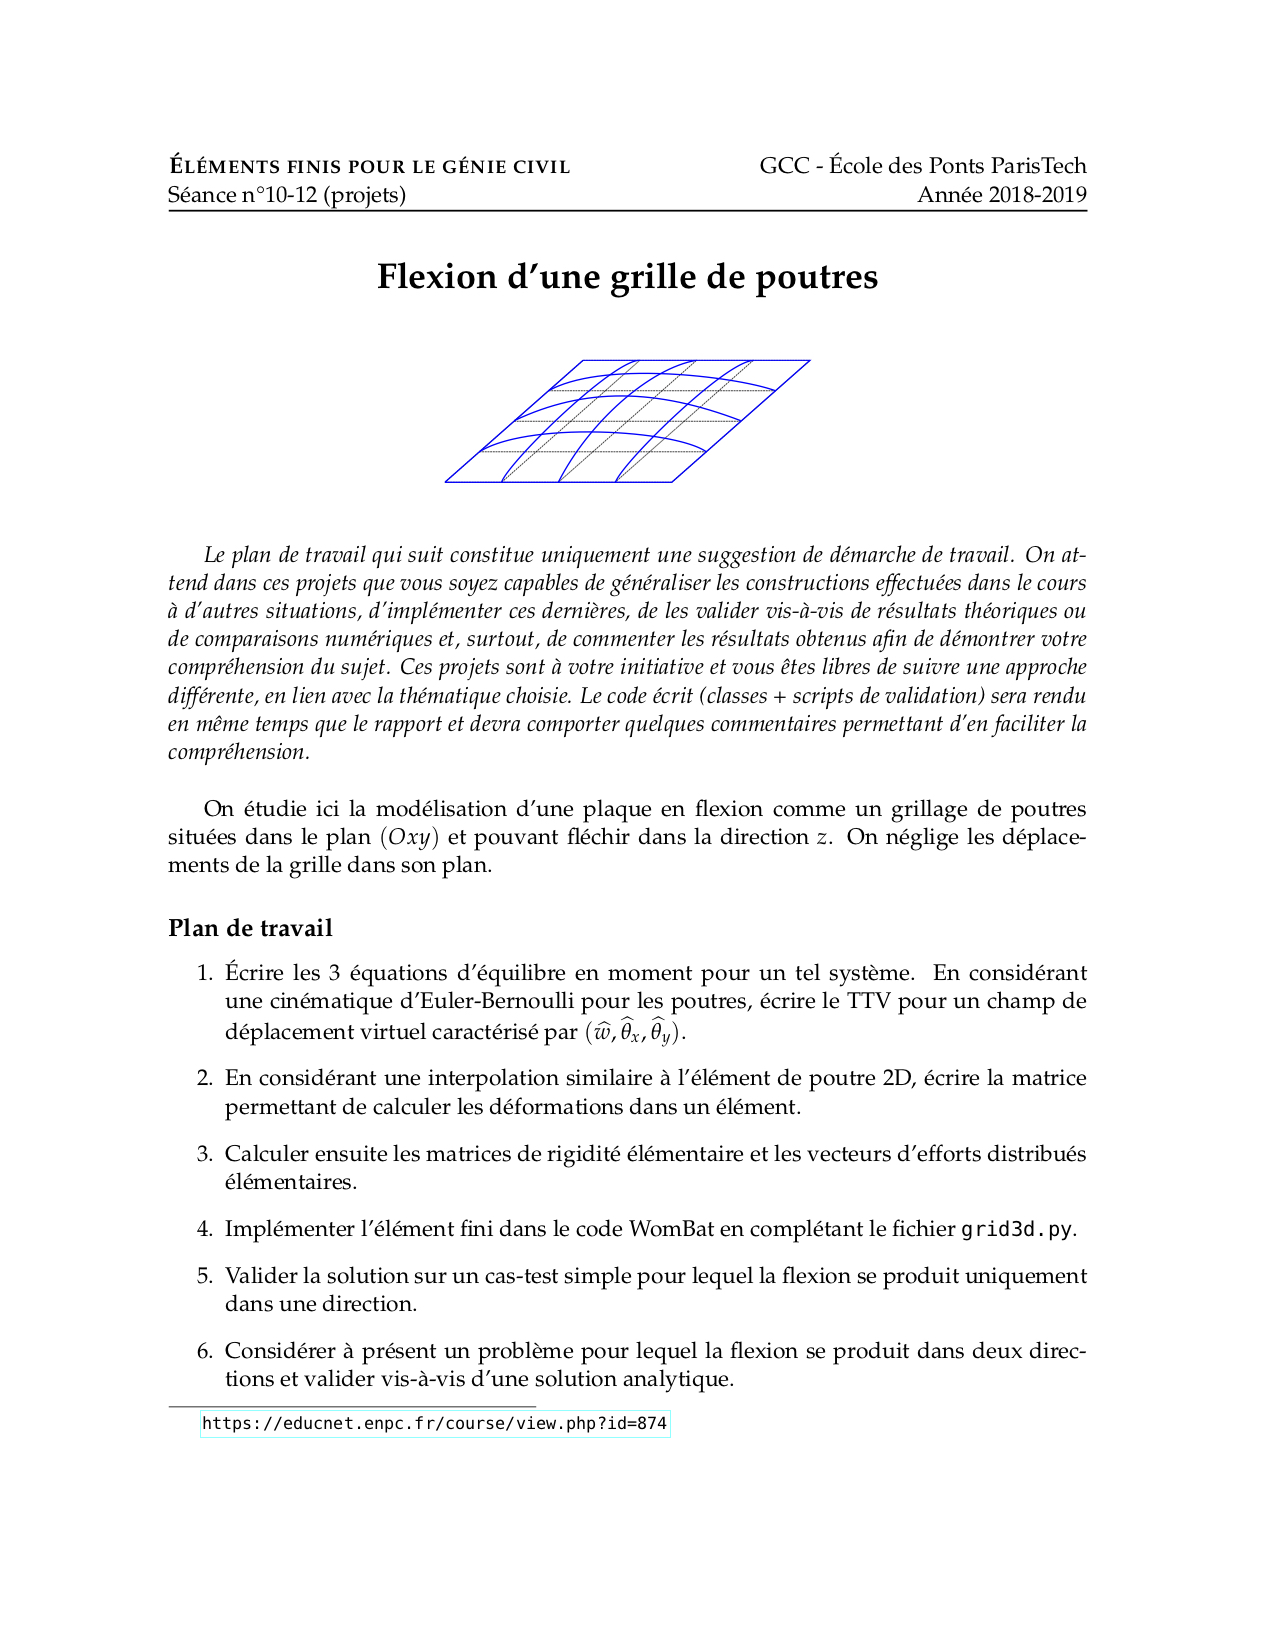 ÉLÉMENTS FINIS POUR LE GÉNIE CIVIL
GCC - École des Ponts ParisTech
Séance n°10-12 (projets)
Année 2018-2019
Flexion d'une grille de poutres
Le plan de travail qui suit constitue uniquement une suggestion de démarche de travail. On at-
tend dans ces projets que vous soyez capables de généraliser les constructions effectuées dans le cours
à d'autres situations, d'implémenter ces dernières, de les valider vis-à-vis de résultats théoriques ou
de comparaisons numériques et, surtout, de commenter les résultats obtenus afin de démontrer votre
compréhension du sujet. Ces projets sont à votre initiative et vous êtes libres de suivre une approche
différente, en lien avec la thématique choisie. Le code écrit (classes + scripts de validation) sera rendu
en même temps que le rapport et devra comporter quelques commentaires permettant d'en faciliter la
compréhension.
On étudie ici la modélisation d'une plaque en flexion comme un grillage de poutres
situées dans le plan (Oxy) et pouvant fléchir dans la direction z. On néglige les déplace-
ments de la grille dans son plan.
Plan de travail
1. Écrire les 3 équations d'équilibre en moment pour un tel système. En considérant
une cinématique d'Euler-Bernoulli pour les poutres, écrire le TTV pour un champ de
déplacement virtuel caractérisé par (ŵ, θ̂x, θ̂y).
2. En considérant une interpolation similaire à l'élément de poutre 2D, écrire la matrice
permettant de calculer les déformations dans un élément.
3. Calculer ensuite les matrices de rigidité élémentaire et les vecteurs d'efforts distribués
élémentaires.
4. Implémenter l'élément fini dans le code WomBat en complétant le fichier grid3d.py.
5. Valider la solution sur un cas-test simple pour lequel la flexion se produit uniquement
dans une direction.
6. Considérer à présent un problème pour lequel la flexion se produit dans deux direc-
tions et valider vis-à-vis d'une solution analytique.
https://educnet.enpc.fr/course/view.php?id=874